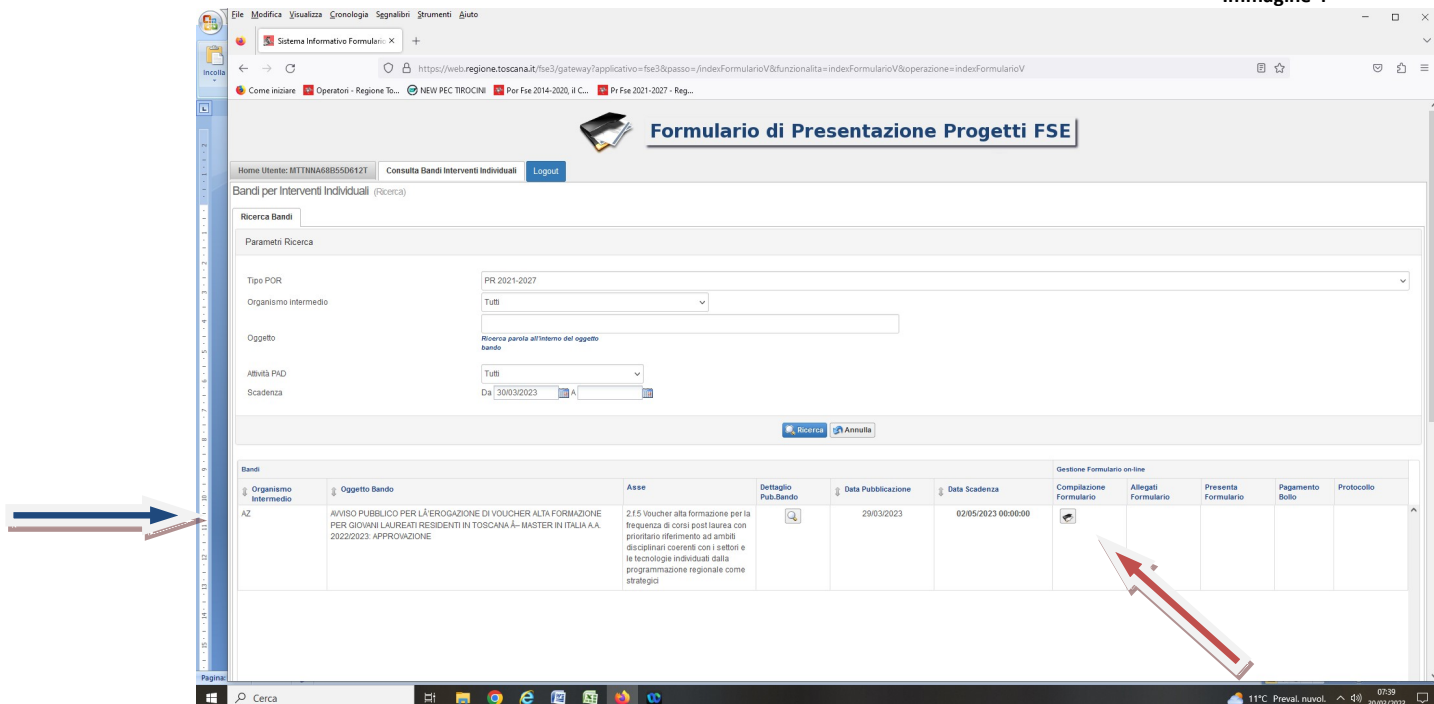 File Modifica Visualizza Cronologia Segnalibri Strumenti Aiuto
Sistema Informativo Formulario
Incolla
https://web.regione.toscana.it/fse3/gateway?applicativo=fse3&passo=/indexFormularioV&funzionalita=indexFormularioV&operazione=indexFormularioV
Come iniziare Operatori - Regione To... NEW PEC TIROCINI Por Fse 2014-2020, il C... Pr Fse 2021-2027 - Reg...
Formulario di Presentazione Progetti FSE
Home Utente: MTTNNA68B55D612T Consulta Bandi Interventi Individuali Logout
Bandi per Interventi Individuali (Ricerca)
Ricerca Bandi
Parametri Ricerca
Tipo POR PR 2021-2027
Organismo intermedio Tutti
Oggetto
Ricerca parola all'interno del oggetto
bando
Attività PAD Tutti
Scadenza Da 30/03/2023 A
Ricerca Annulla
Bandi Gestione Formulario on-line
Organismo Intermedio Oggetto Bando Asse Dettaglio Pub.Bando Data Pubblicazione Data Scadenza Compilazione Formulario Allegati Formulario Presenta Formulario Pagamento Bollo Protocollo
AZ
AVVISO PUBBLICO PER LÂEROGAZIONE DI VOUCHER ALTA FORMAZIONE
PER GIOVANI LAUREATI RESIDENTI IN TOSCANA Â– MASTER IN ITALIA A.A.
2022/2023: APPROVAZIONE
2.f.5 Voucher alta formazione per la
frequenza di corsi post laurea con
prioritario riferimento ad ambiti
disciplinari coerenti con i settori e
le tecnologie individuati dalla
programmazione regionale come
strategici
29/03/2023 02/05/2023 00:00:00
Pagina:
Cerca
11°C Preval. nuvol. 07:39
30/03/2023